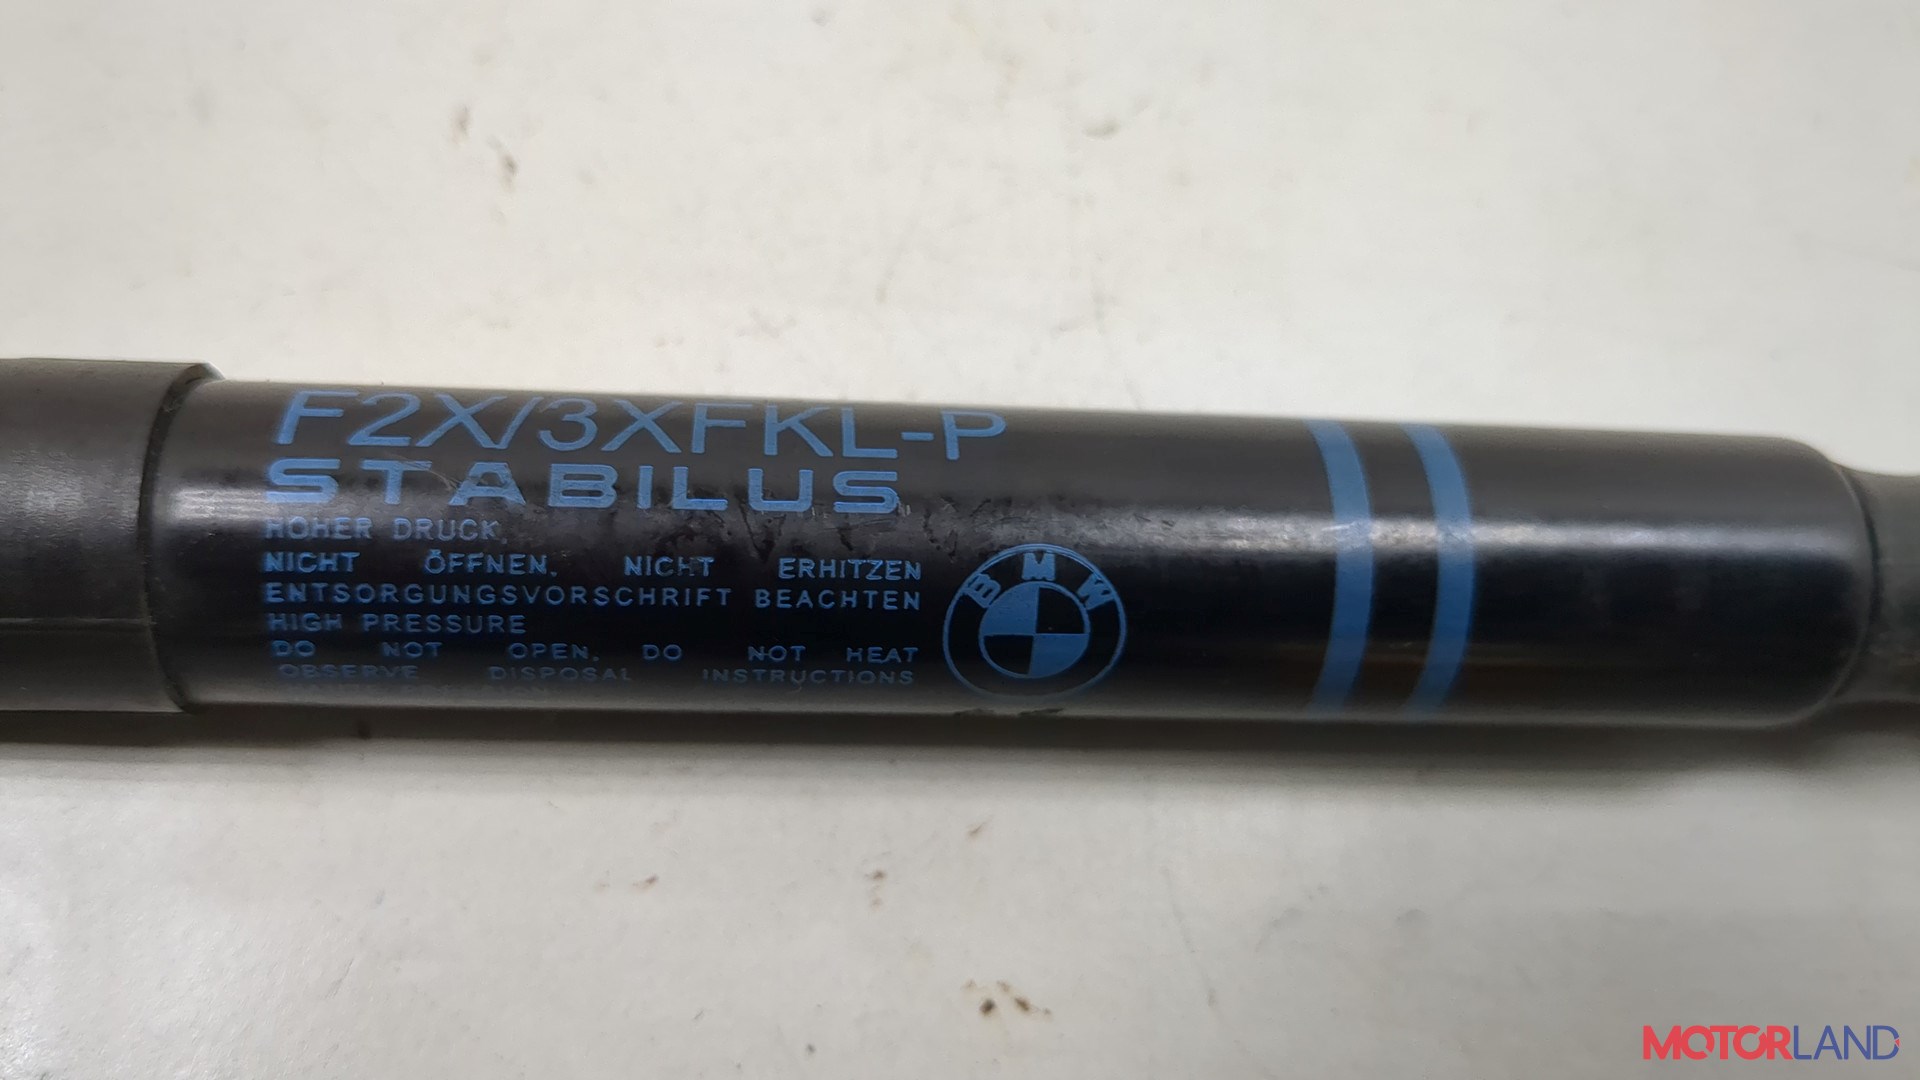 F2X/3XFKL-P
STABILUS
HOHER DRUCK.
NICHT ÖFFNEN. NICHT ERHITZEN
ENTSORGUNGSVORSCHRIFT BEACHTEN
HIGH PRESSURE
DO NOT OPEN. DO NOT HEAT
OBSERVE DISPOSAL INSTRUCTIONS
BMW
MOTORLAND